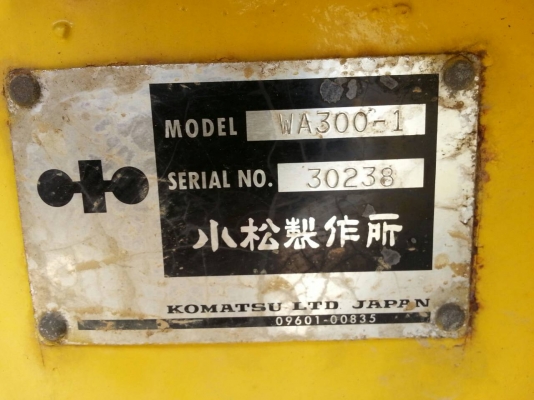 MODEL WA300-1
SERIAL NO. 30238
小松製作所
KOMATSU LTD JAPAN
09601-00835